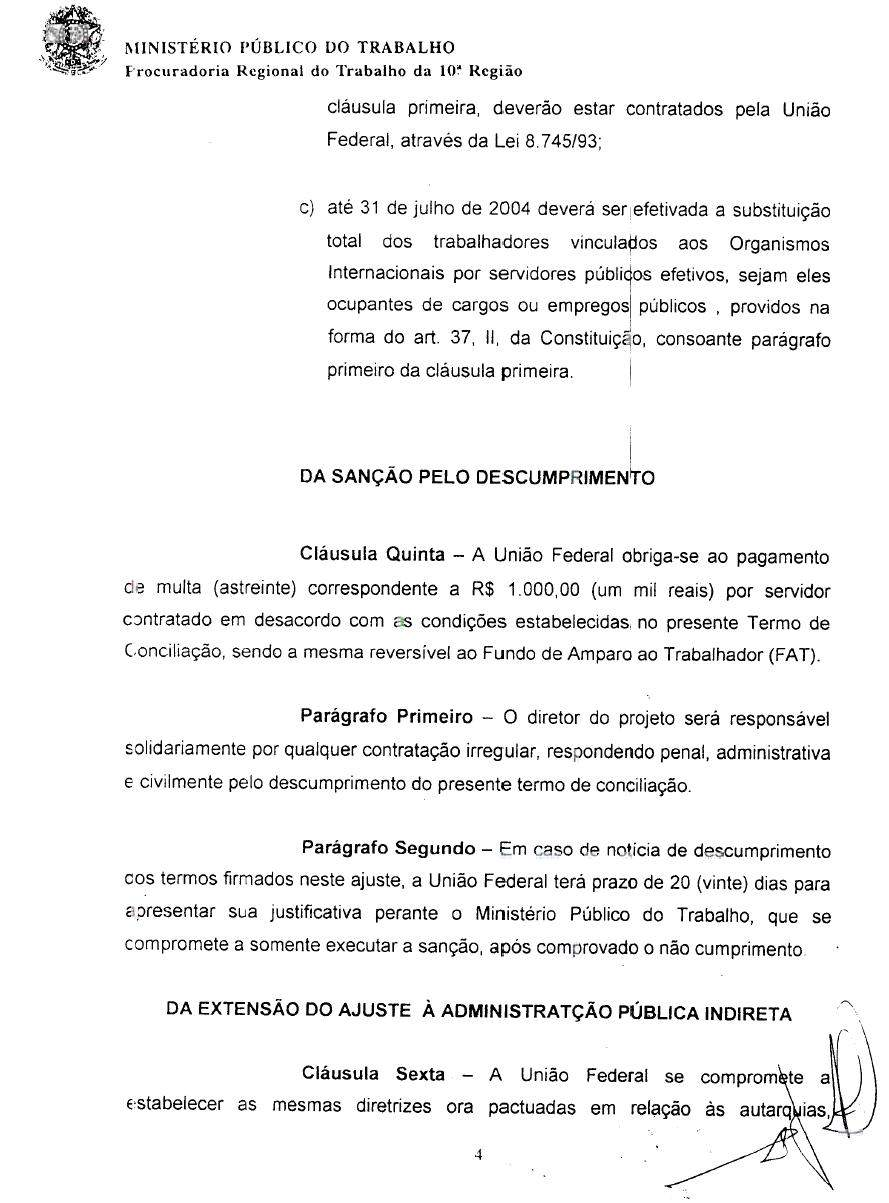 MINISTÉRIO PÚBLICO DO TRABALHO
Procuradoria Regional do Trabalho da 10ª Região
cláusula primeira, deverão estar contratados pela União
Federal, através da Lei 8.745/93;
c) até 31 de julho de 2004 deverá ser efetivada a substituição
total dos trabalhadores vinculados aos Organismos
Internacionais por servidores públicos efetivos, sejam eles
ocupantes de cargos ou empregos públicos , providos na
forma do art. 37, II, da Constituição, consoante parágrafo
primeiro da cláusula primeira.
DA SANÇÃO PELO DESCUMPRIMENTO
Cláusula Quinta – A União Federal obriga-se ao pagamento
de multa (astreinte) correspondente a R$ 1.000,00 (um mil reais) por servidor
contratado em desacordo com as condições estabelecidas no presente Termo de
Conciliação, sendo a mesma reversível ao Fundo de Amparo ao Trabalhador (FAT).
Parágrafo Primeiro – O diretor do projeto será responsável
solidariamente por qualquer contratação irregular, respondendo penal, administrativa
e civilmente pelo descumprimento do presente termo de conciliação.
Parágrafo Segundo – Em caso de notícia de descumprimento
dos termos firmados neste ajuste, a União Federal terá prazo de 20 (vinte) dias para
apresentar sua justificativa perante o Ministério Público do Trabalho, que se
compromete a somente executar a sanção, após comprovado o não cumprimento.
DA EXTENSÃO DO AJUSTE À ADMINISTRATÇÃO PÚBLICA INDIRETA
Cláusula Sexta – A União Federal se compromete a
estabelecer as mesmas diretrizes ora pactuadas em relação às autarquias,
4